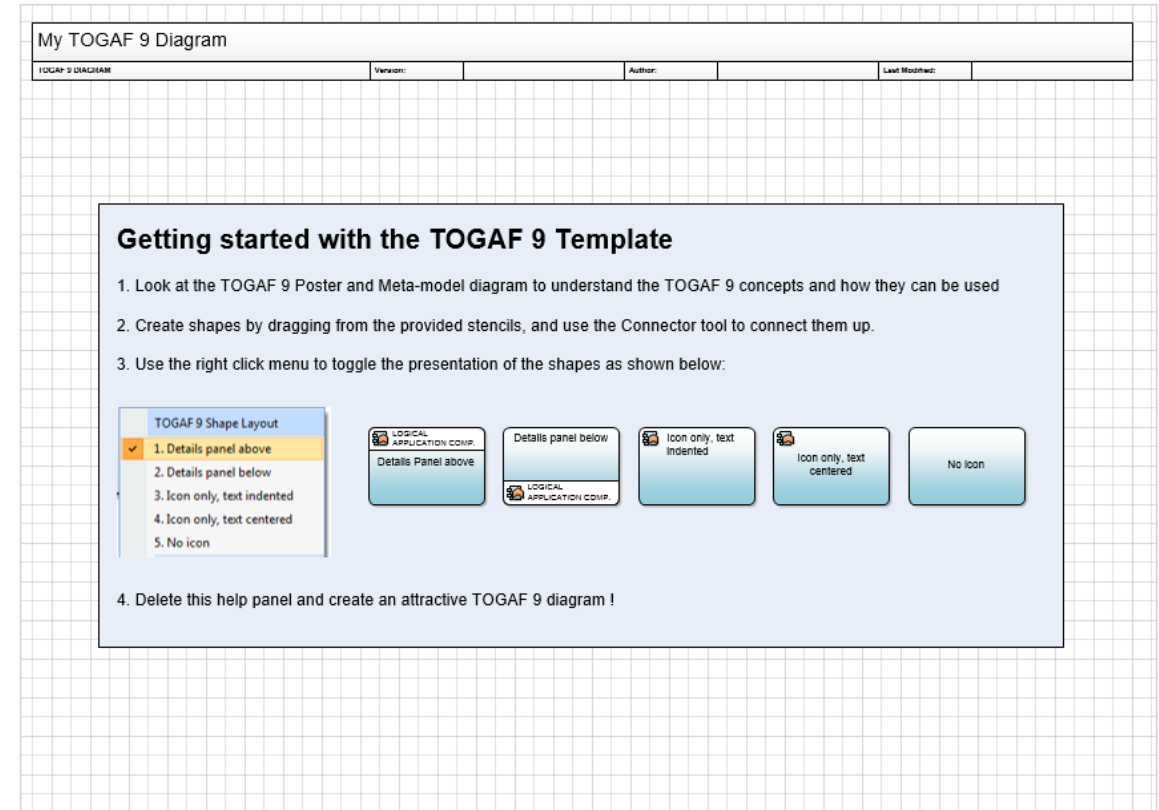 My TOGAF 9 Diagram
TOGAF 9 DIAGRAM Version: Author: Last Modified:
Getting started with the TOGAF 9 Template
1. Look at the TOGAF 9 Poster and Meta-model diagram to understand the TOGAF 9 concepts and how they can be used
2. Create shapes by dragging from the provided stencils, and use the Connector tool to connect them up.
3. Use the right click menu to toggle the presentation of the shapes as shown below:
TOGAF 9 Shape Layout
1. Details panel above
2. Details panel below
3. Icon only, text indented
4. Icon only, text centered
5. No icon
LOGICAL
APPLICATION COMP.
Details Panel above
Details panel below
LOGICAL
APPLICATION COMP.
Icon only, text
Indented
Icon only, text
centered
No Icon
4. Delete this help panel and create an attractive TOGAF 9 diagram !